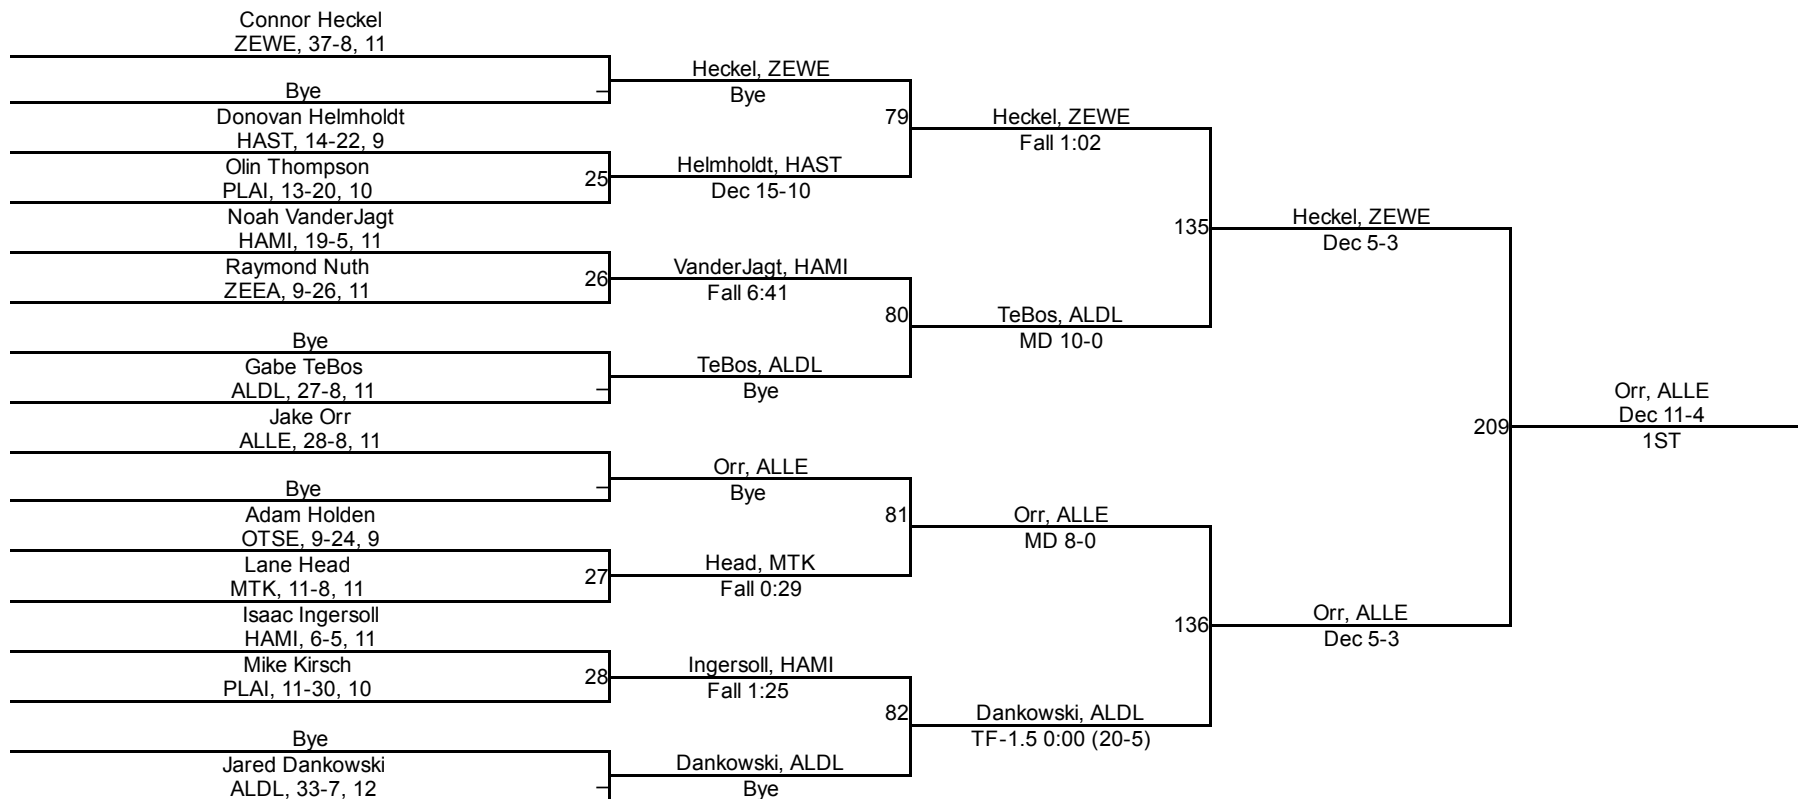 Connor Heckel
ZEWE, 37-8, 11
Bye
–
Donovan Helmholdt
HAST, 14-22, 9
Olin Thompson
PLAI, 13-20, 10
25
Noah VanderJagt
HAMI, 19-5, 11
Raymond Nuth
ZEEA, 9-26, 11
26
Bye
Gabe TeBos
ALDL, 27-8, 11
–
Jake Orr
ALLE, 28-8, 11
Bye
–
Adam Holden
OTSE, 9-24, 9
Lane Head
MTK, 11-8, 11
27
Isaac Ingersoll
HAMI, 6-5, 11
Mike Kirsch
PLAI, 11-30, 10
28
Bye
Jared Dankowski
ALDL, 33-7, 12
–
Heckel, ZEWE
Bye
79
Helmholdt, HAST
Dec 15-10
VanderJagt, HAMI
Fall 6:41
80
TeBos, ALDL
Bye
Orr, ALLE
Bye
81
Head, MTK
Fall 0:29
Ingersoll, HAMI
Fall 1:25
82
Dankowski, ALDL
Bye
Heckel, ZEWE
Fall 1:02
135
TeBos, ALDL
MD 10-0
Orr, ALLE
MD 8-0
136
Dankowski, ALDL
TF-1.5 0:00 (20-5)
Heckel, ZEWE
Dec 5-3
209
Orr, ALLE
Dec 5-3
Orr, ALLE
Dec 11-4
1ST